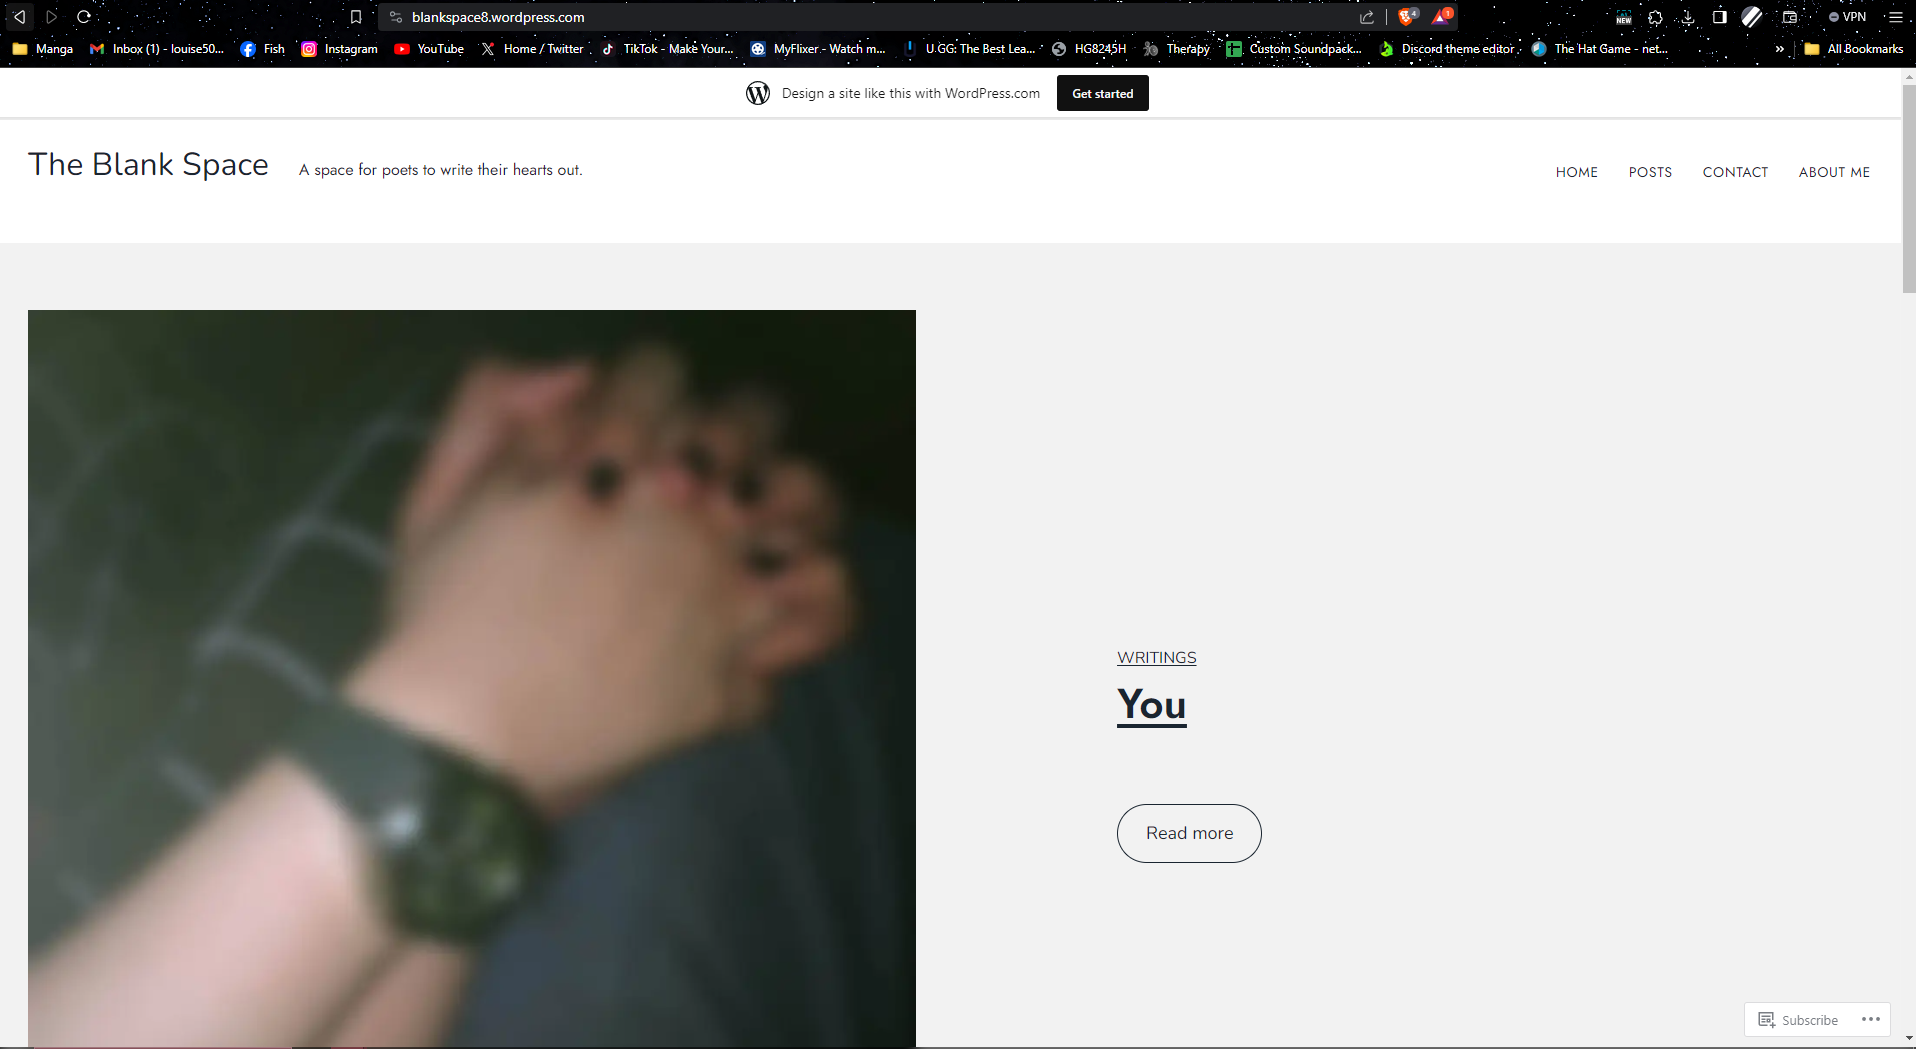 blankspace8.wordpress.com
4
1
NEW
VPN
Manga
Inbox (1) - louise50...
Fish
Instagram
YouTube
Home / Twitter
TikTok - Make Your...
MyFlixer - Watch m...
U.GG: The Best Lea...
HG8245H
Therapy
Custom Soundpack...
Discord theme editor
The Hat Game - net...
»
All Bookmarks
Design a site like this with WordPress.com
Get started
The Blank Space
A space for poets to write their hearts out.
HOME
POSTS
CONTACT
ABOUT ME
WRITINGS
You
Read more
Subscribe